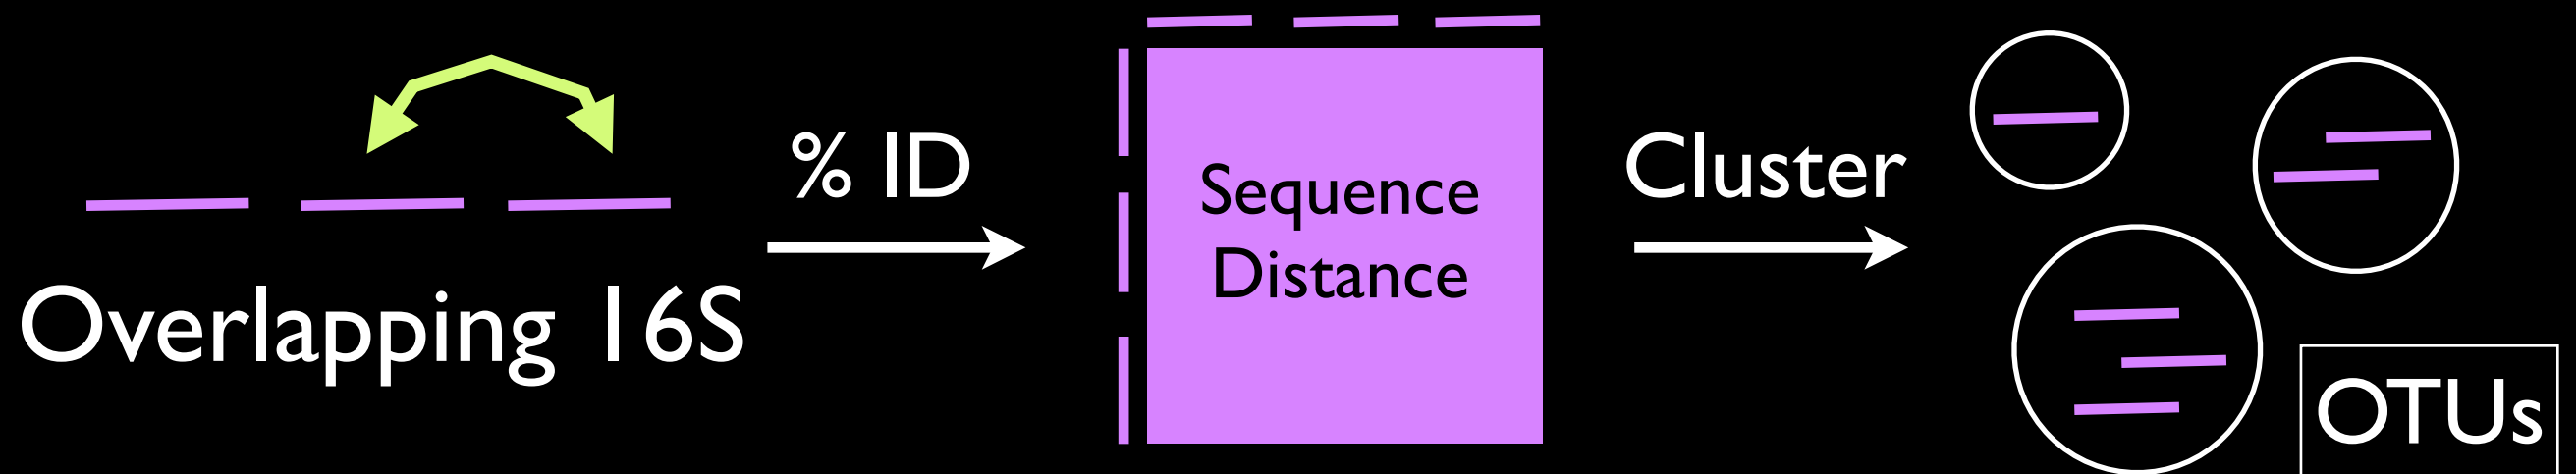 Overlapping 16S
% ID
Sequence
Distance
Cluster
OTUs